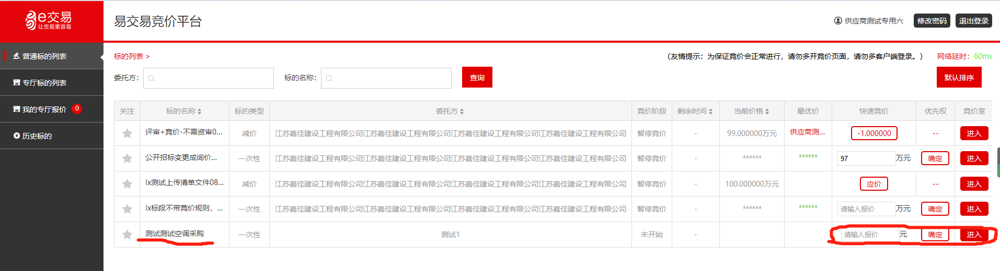 e交易
让交易更容易
易交易竞价平台
供应商测试专用六 修改密码 退出登录
普通标的列表
专厅标的列表
我的专厅报价 0
历史标的
标的列表 >
（友情提示：为保证竞价会正常进行，请勿多开竞价页面，请勿多客户端登录。） 网络延时：60ms
委托方： 标的名称： 查询 默认排序
关注 标的名称 标的类型 委托方 竞价阶段 剩余时间 当前价格 最优价 快速竞价 优先权 竞价室
评审+竞价-不需资审0... 减价 江苏嘉佳建设工程有限公司江苏嘉佳建设工程有限公司江苏嘉佳建设工程有限公司江苏嘉佳建设工程有限公司 暂停竞价 - 99.000000万元 供应商测... -1.000000 -- 进入
公开招标变更成询价... 一次性 江苏嘉佳建设工程有限公司江苏嘉佳建设工程有限公司江苏嘉佳建设工程有限公司江苏嘉佳建设工程有限公司 暂停竞价 - ****** ****** 97 万元 确定 进入
lx测试上传清单文件08... 减价 江苏嘉佳建设工程有限公司江苏嘉佳建设工程有限公司江苏嘉佳建设工程有限公司江苏嘉佳建设工程有限公司 暂停竞价 - 100.000000万元 应价 -- 进入
lx标段不带竞价规则，... 一次性 江苏嘉佳建设工程有限公司江苏嘉佳建设工程有限公司江苏嘉佳建设工程有限公司江苏嘉佳建设工程有限公司 暂停竞价 - ****** ****** 请输入报价 万元 确定 进入
测试测试空调采购 一次性 测试1 未开始 - 请输入报价 元 确定 进入